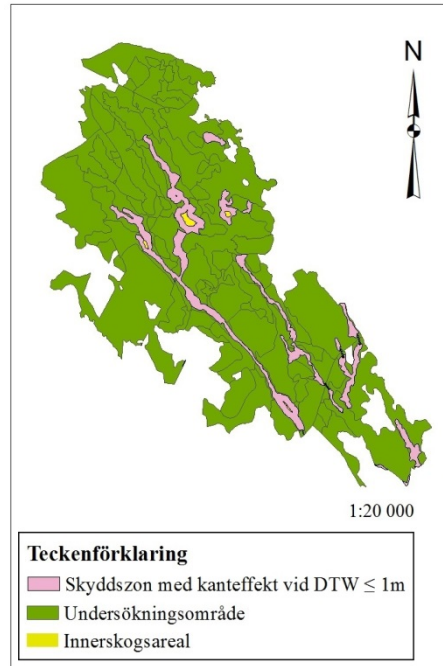 N
1:20 000
Teckenförklaring
Skyddszon med kanteffekt vid DTW ≤ 1m
Undersökningsområde
Innerskogsareal